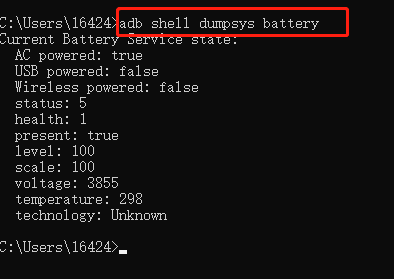 C:\Users\16424>adb shell dumpsys battery
Current Battery Service state:
  AC powered: true
  USB powered: false
  Wireless powered: false
  status: 5
  health: 1
  present: true
  level: 100
  scale: 100
  voltage: 3855
  temperature: 298
  technology: Unknown
C:\Users\16424>